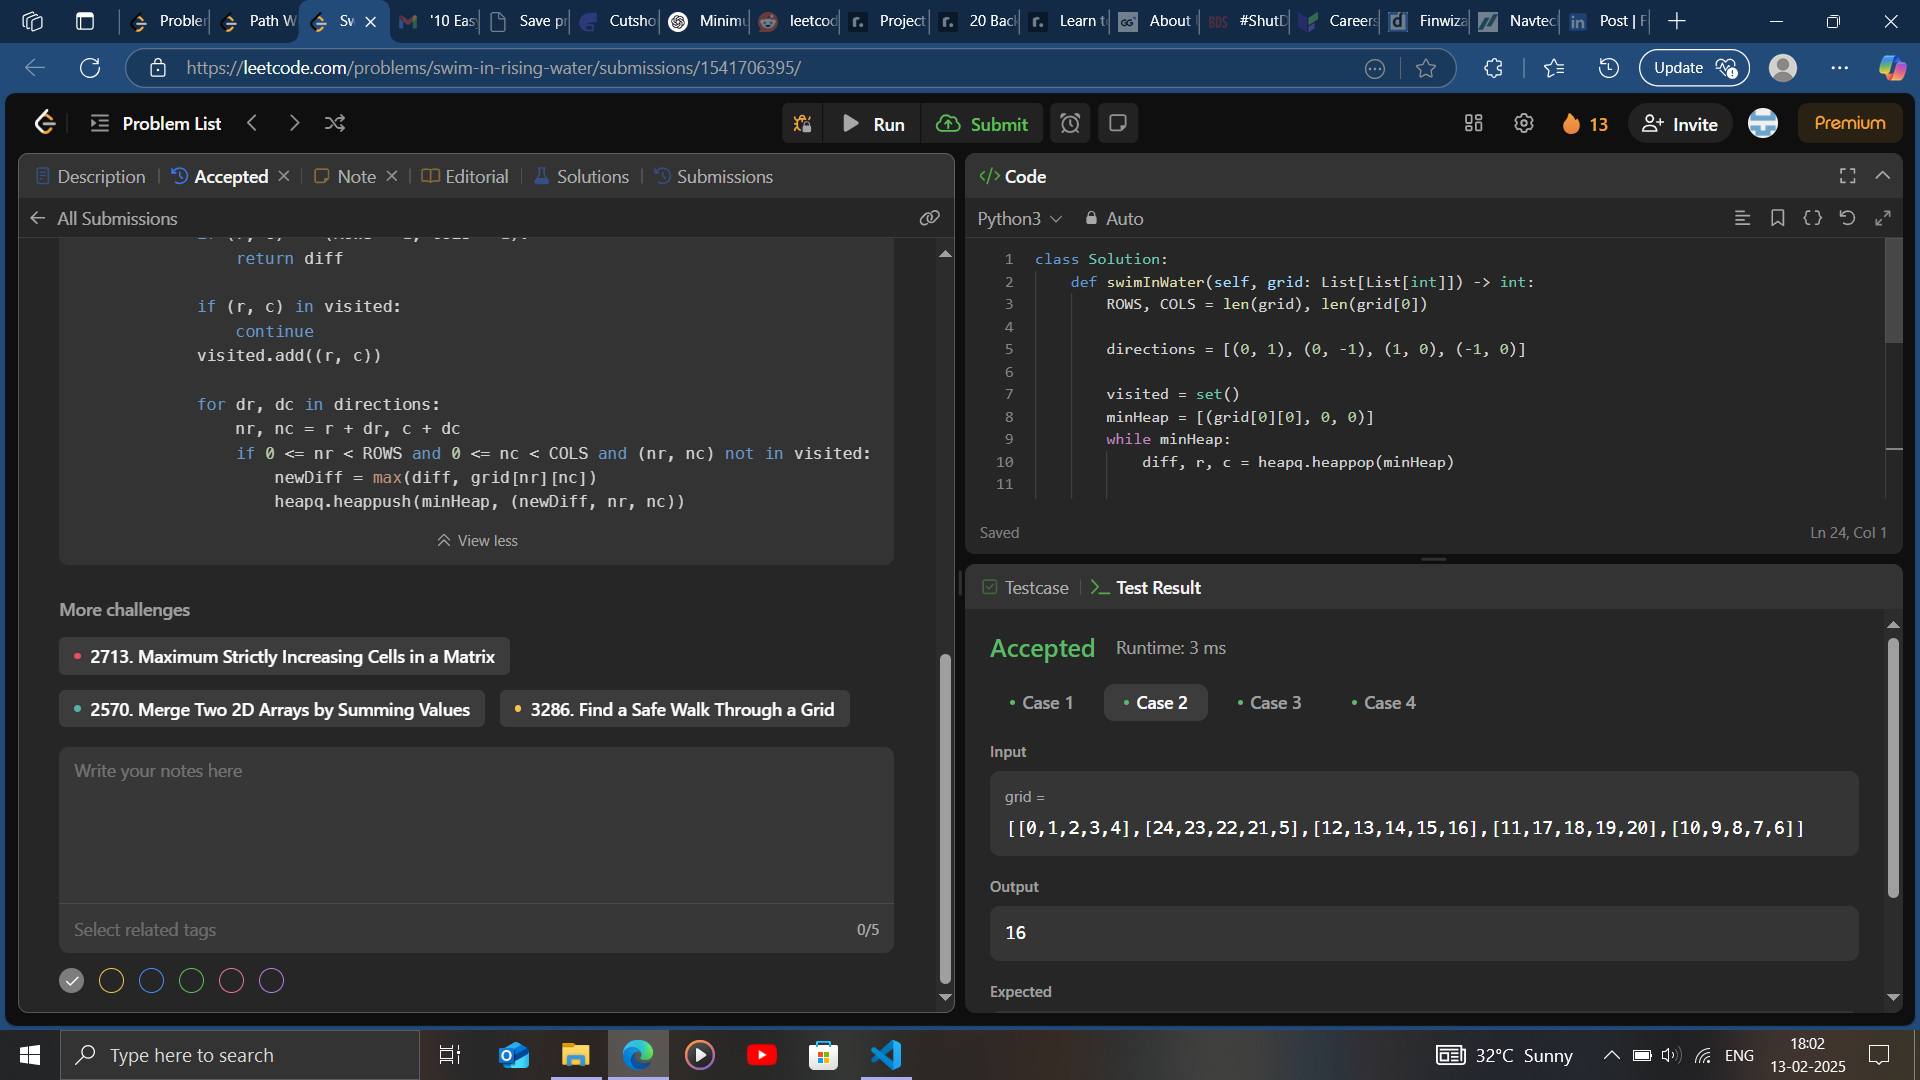 Probler
Path W
Sw
'10 Easy
Save pr
Cutsho
Minimu
leetcod
Project
20 Back
Learn to
About U
#ShutD
Careers
Finwiza
Navtech
Post | F
https://leetcode.com/problems/swim-in-rising-water/submissions/1541706395/
Update
Problem List
Run
Submit
13
Invite
Premium
Description
Accepted
Note
Editorial
Solutions
Submissions
All Submissions
return diff
if (r, c) in visited:
continue
visited.add((r, c))
for dr, dc in directions:
nr, nc = r + dr, c + dc
if 0 <= nr < ROWS and 0 <= nc < COLS and (nr, nc) not in visited:
newDiff = max(diff, grid[nr][nc])
heapq.heappush(minHeap, (newDiff, nr, nc))
View less
More challenges
2713. Maximum Strictly Increasing Cells in a Matrix
2570. Merge Two 2D Arrays by Summing Values
3286. Find a Safe Walk Through a Grid
Write your notes here
Select related tags
0/5
</> Code
Python3
Auto
1 class Solution:
2 def swimInWater(self, grid: List[List[int]]) -> int:
3 ROWS, COLS = len(grid), len(grid[0])
4
5 directions = [(0, 1), (0, -1), (1, 0), (-1, 0)]
6
7 visited = set()
8 minHeap = [(grid[0][0], 0, 0)]
9 while minHeap:
10 diff, r, c = heapq.heappop(minHeap)
11
Saved
Ln 24, Col 1
Testcase
Test Result
Accepted
Runtime: 3 ms
Case 1
Case 2
Case 3
Case 4
Input
grid =
[[0,1,2,3,4],[24,23,22,21,5],[12,13,14,15,16],[11,17,18,19,20],[10,9,8,7,6]]
Output
16
Expected
Type here to search
32°C Sunny
ENG
18:02
13-02-2025